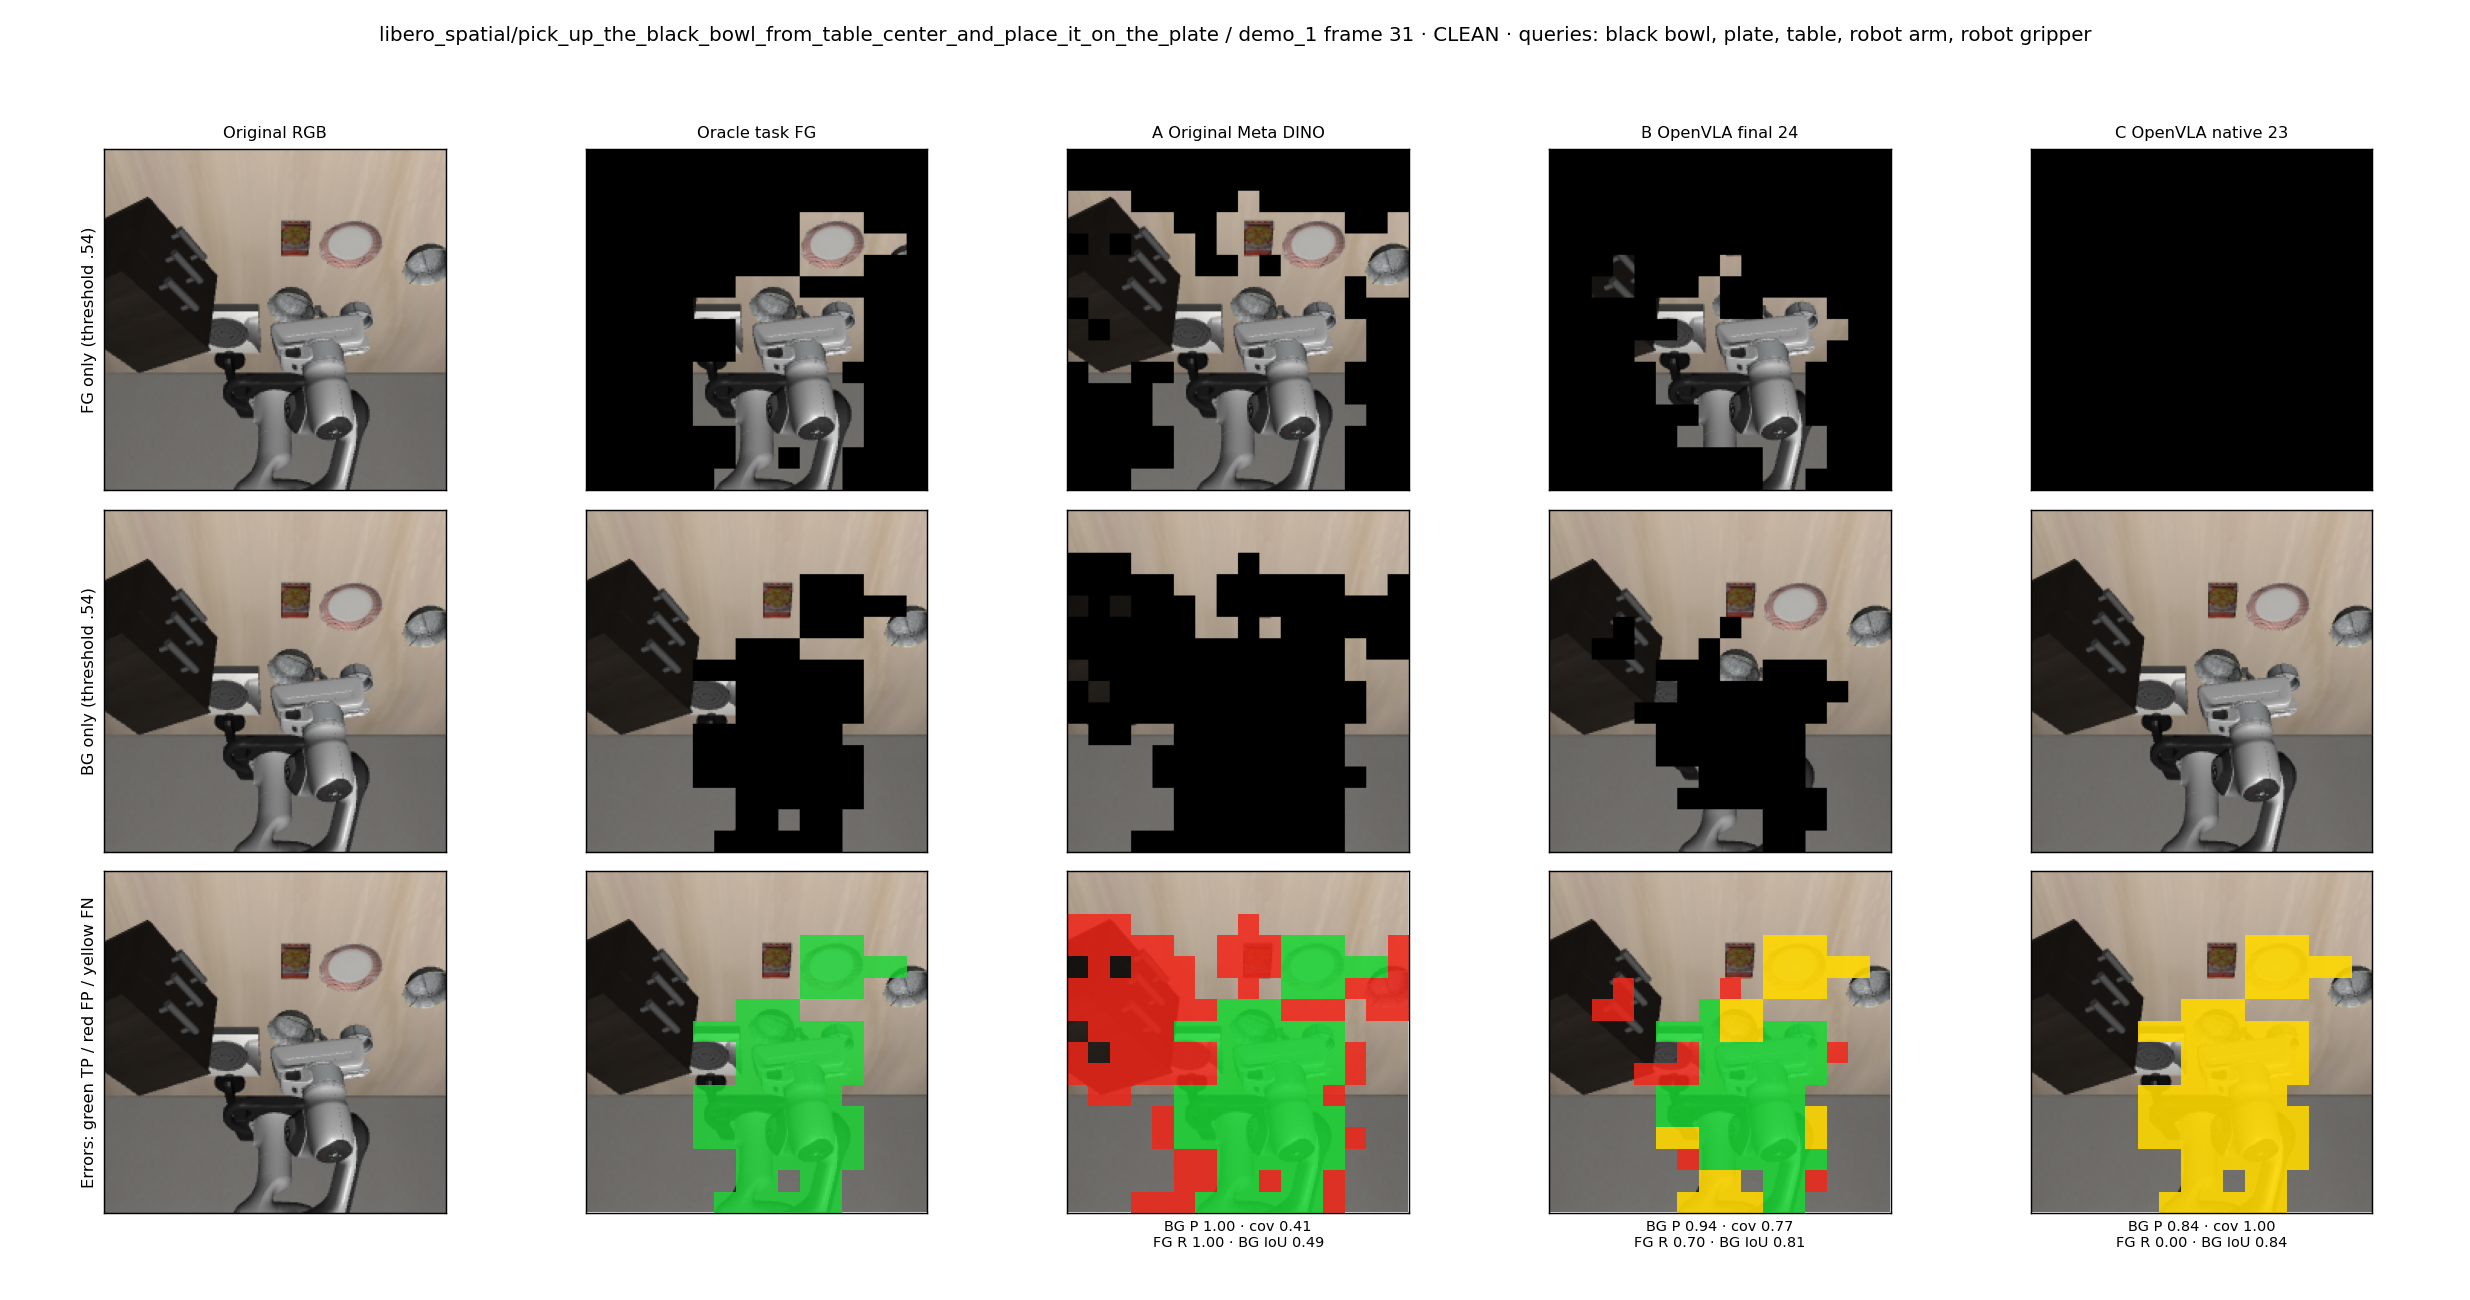 libero_spatial/pick_up_the_black_bowl_from_table_center_and_place_it_on_the_plate / demo_1 frame 31 · CLEAN · queries: black bowl, plate, table, robot arm, robot gripper
Original RGB
Oracle task FG
A Original Meta DINO
B OpenVLA final 24
C OpenVLA native 23
FG only (threshold .54)
BG only (threshold .54)
Errors: green TP / red FP / yellow FN
BG P 1.00 · cov 0.41
FG R 1.00 · BG IoU 0.49
BG P 0.94 · cov 0.77
FG R 0.70 · BG IoU 0.81
BG P 0.84 · cov 1.00
FG R 0.00 · BG IoU 0.84